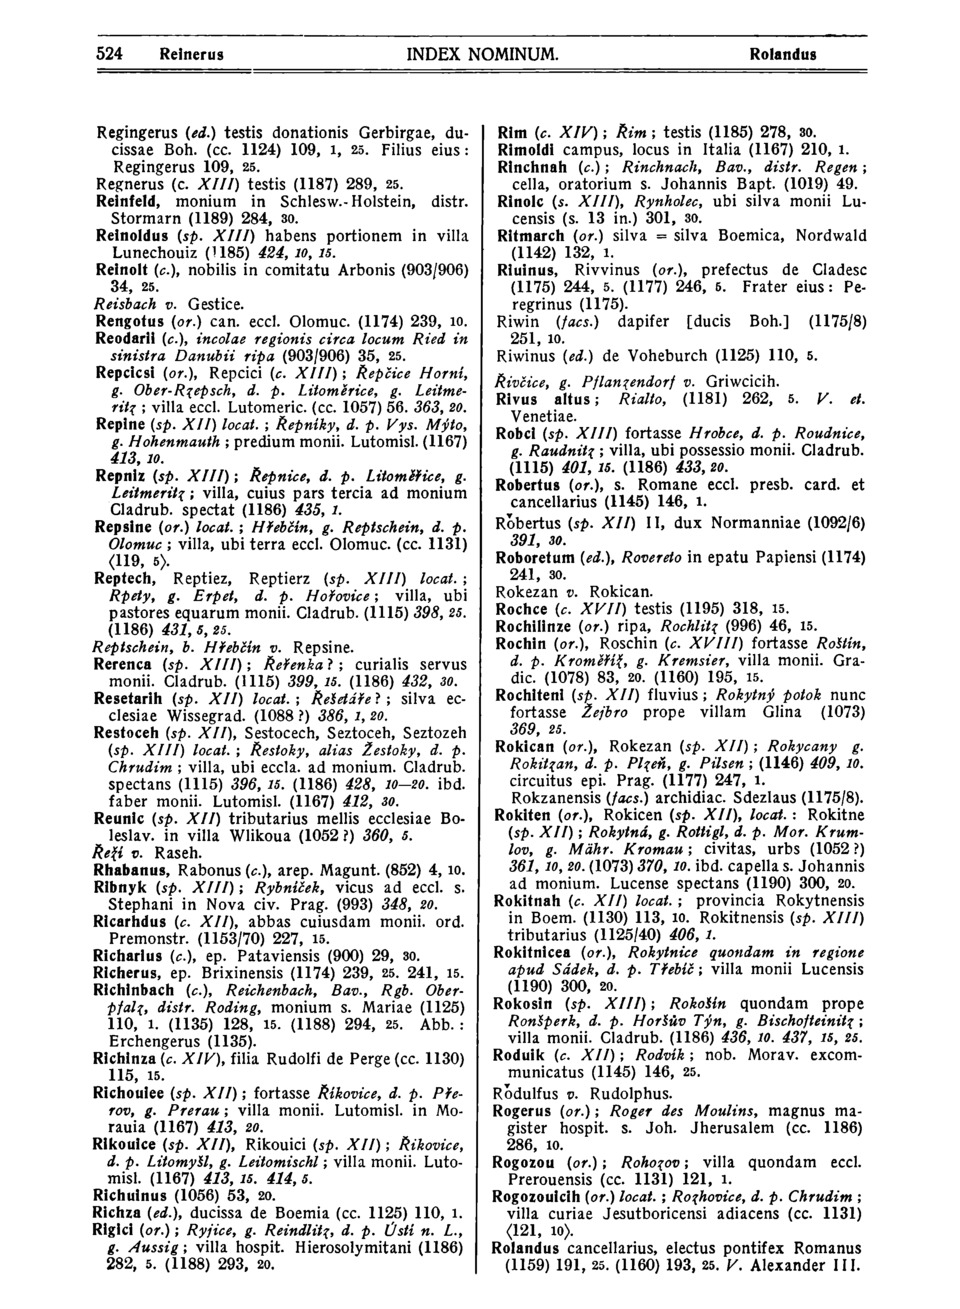 524 Reinerus INDEX NOMINUM. Rolandus
Regingerus (ed.) testis donationis Gerbirgae, du-
cissae Boh. (cc. 1124) 109, 1, 25. Filius eius:
Regingerus 109, 25.
Regnerus (c. XIII) testis (1187) 289, 25.
Reinfeld, monium in Schlesw.-Holstein, distr.
Stormarn (1189) 284, 30.
Reinoldus (sp. XIII) habens portionem in villa
Lunechouiz (1185) 424, 10, 15.
Reinolt (c.), nobilis in comitatu Arbonis (903/906)
34, 25.
Reisbach v. Gestice.
Rengotus (or.) can. eccl. Olomuc. (1174) 239, 10.
Reodarii (c.), incolae regionis circa locum Ried in
sinistra Danubii ripa (903/906) 35, 25.
Repcicsi (or.), Repcici (c. XIII); Řepčice Horní,
g. Ober-Rzepsch, d. p. Litoměrice, g. Leitme-
ritz; villa eccl. Lutomeric. (cc. 1057) 56. 363, 20.
Repine (sp. XII) locat.; Řepníky, d. p. Vys. Mýto,
g. Hohenmauth; predium monii. Lutomisl. (1167)
413, 10.
Repniz (sp. XIII); Řepnice, d. p. Litoměřice, g.
Leitmeritz; villa, cuius pars tercia ad monium
Cladrub. spectat (1186) 435, 1.
Repsine (or.) locat.; Hřebčín, g. Reptschein, d. p.
Olomuc; villa, ubi terra eccl. Olomuc. (cc. 1131)
⟨119, 5⟩.
Reptech, Reptiez, Reptierz (sp. XIII) locat.;
Rpety, g. Erpet, d. p. Hořovice; villa, ubi
pastores equarum monii. Cladrub. (1115) 398, 25.
(1186) 431, 5, 25.
Reptschein, b. Hřebčín v. Repsine.
Rerenca (sp. XIII); Řeřenka?; curialis servus
monii. Cladrub. (1115) 399, 15. (1186) 432, 30.
Resetarih (sp. XII) locat.; Řešetáře?; silva ec-
clesiae Wissegrad. (1088?) 386, 1, 20.
Restoceh (sp. XII), Sestocech, Seztoceh, Seztozeh
(sp. XIII) locat.; Řestoky, alias Žestoky, d. p.
Chrudim; villa, ubi eccla. ad monium. Cladrub.
spectans (1115) 396, 15. (1186) 428, 10—20. ibd.
faber monii. Lutomisl. (1167) 412, 30.
Reunic (sp. XII) tributarius mellis ecclesiae Bo-
leslav. in villa Wlikoua (1052?) 360, 5.
Řeži v. Raseh.
Rhabanus, Rabonus (c.), arep. Magunt. (852) 4, 10.
Ribnyk (sp. XIII); Rybníček, vicus ad eccl. s.
Stephani in Nova civ. Prag. (993) 348, 20.
Ricarhdus (c. XII), abbas cuiusdam monii. ord.
Premonstr. (1153/70) 227, 15.
Richarius (c.), ep. Pataviensis (900) 29, 30.
Richerus, ep. Brixinensis (1174) 239, 25. 241, 15.
Richinbach (c.), Reichenbach, Bav., Rgb. Ober-
pfalz, distr. Roding, monium s. Mariae (1125)
110, 1. (1135) 128, 15. (1188) 294, 25. Abb.:
Erchengerus (1135).
Richinza (c. XIV), filia Rudolfi de Perge (cc. 1130)
115, 15.
Richouiee (sp. XII); fortasse Říkovice, d. p. Pře-
rov, g. Prerau; villa monii. Lutomisl. in Mo-
rauia (1167) 413, 20.
Rikouice (sp. XII), Rikouici (sp. XII); Řikovice,
d. p. Litomyšl, g. Leitomischl; villa monii. Luto-
misl. (1167) 413, 15. 414, 5.
Richuinus (1056) 53, 20.
Richza (ed.), ducissa de Boemia (cc. 1125) 110, 1.
Rigici (or.); Ryjice, g. Reindlitz, d. p. Ústí n. L.,
g. Aussig; villa hospit. Hierosolymitani (1186)
282, 5. (1188) 293, 20.
Rim (c. XIV); Řím; testis (1185) 278, 30.
Rimoldi campus, locus in Italia (1167) 210, 1.
Rinchnah (c.); Rinchnach, Bav., distr. Regen;
cella, oratorium s. Johannis Bapt. (1019) 49.
Rinolc (s. XIII), Rynholec, ubi silva monii Lu-
censis (s. 13 in.) 301, 30.
Ritmarch (or.) silva = silva Boemica, Nordwald
(1142) 132, 1.
Riuinus, Rivvinus (or.), prefectus de Cladesc
(1175) 244, 5. (1177) 246, 5. Frater eius: Pe-
regrinus (1175).
Riwin (facs.) dapifer [ducis Boh.] (1175/8)
251, 10.
Riwinus (ed.) de Voheburch (1125) 110, 5.
Řivčice, g. Pflanzendorf v. Griwcicih.
Rivus altus; Rialto, (1181) 262, 5. V. et.
Venetiae.
Robci (sp. XIII) fortasse Hrobce, d. p. Roudnice,
g. Raudnitz; villa, ubi possessio monii. Cladrub.
(1115) 401, 15. (1186) 433, 20.
Robertus (or.), s. Romane eccl. presb. card. et
cancellarius (1145) 146, 1.
Robertus (sp. XII) II, dux Normanniae (1092/6)
391, 30.
Roboretum (ed.), Rovereto in epatu Papiensi (1174)
241, 30.
Rokezan v. Rokican.
Rochce (c. XVII) testis (1195) 318, 15.
Rochilinze (or.) ripa, Rochlitz (996) 46, 15.
Rochin (or.), Roschin (c. XVIII) fortasse Roštín,
d. p. Kroměříž, g. Kremsier, villa monii. Gra-
dic. (1078) 83, 20. (1160) 195, 15.
Rochiteni (sp. XII) fluvius; Rokytný potok nunc
fortasse Žejbro prope villam Glina (1073)
369, 25.
Rokican (or.), Rokezan (sp. XII); Rokycany g.
Rokitzan, d. p. Plzeň, g. Pilsen; (1146) 409, 10.
circuitus epi. Prag. (1177) 247, 1.
Rokzanensis (facs.) archidiac. Sdezlaus (1175/8).
Rokiten (or.), Rokicen (sp. XII), locat.: Rokitne
(sp. XII); Rokytná, g. Rottigl, d. p. Mor. Krum-
lov, g. Mähr. Kromau; civitas, urbs (1052?)
361, 10, 20. (1073) 370, 10. ibd. capella s. Johannis
ad monium. Lucense spectans (1190) 300, 20.
Rokitnah (c. XII) locat.; provincia Rokytnensis
in Boem. (1130) 113, 10. Rokitnensis (sp. XIII)
tributarius (1125/40) 406, 1.
Rokitnicea (or.), Rokytnice quondam in regione
apud Sádek, d. p. Třebíč; villa monii Lucensis
(1190) 300, 20.
Rokosin (sp. XIII); Rokošín quondam prope
Ronšperk, d. p. Horšův Týn, g. Bischofteinitz;
villa monii. Cladrub. (1186) 436, 10. 437, 15, 25.
Roduik (c. XII); Rodvík; nob. Morav. excom-
municatus (1145) 146, 25.
Rodulfus v. Rudolphus.
Rogerus (or.); Roger des Moulins, magnus ma-
gister hospit. s. Joh. Jherusalem (cc. 1186)
286, 10.
Rogozou (or.); Rohozov; villa quondam eccl.
Prerouensis (cc. 1131) 121, 1.
Rogozouicih (or.) locat.; Rozhovice, d. p. Chrudim;
villa curiae Jesutboricensi adiacens (cc. 1131)
⟨121, 10⟩.
Rolandus cancellarius, electus pontifex Romanus
(1159) 191, 25. (1160) 193, 25. V. Alexander III.